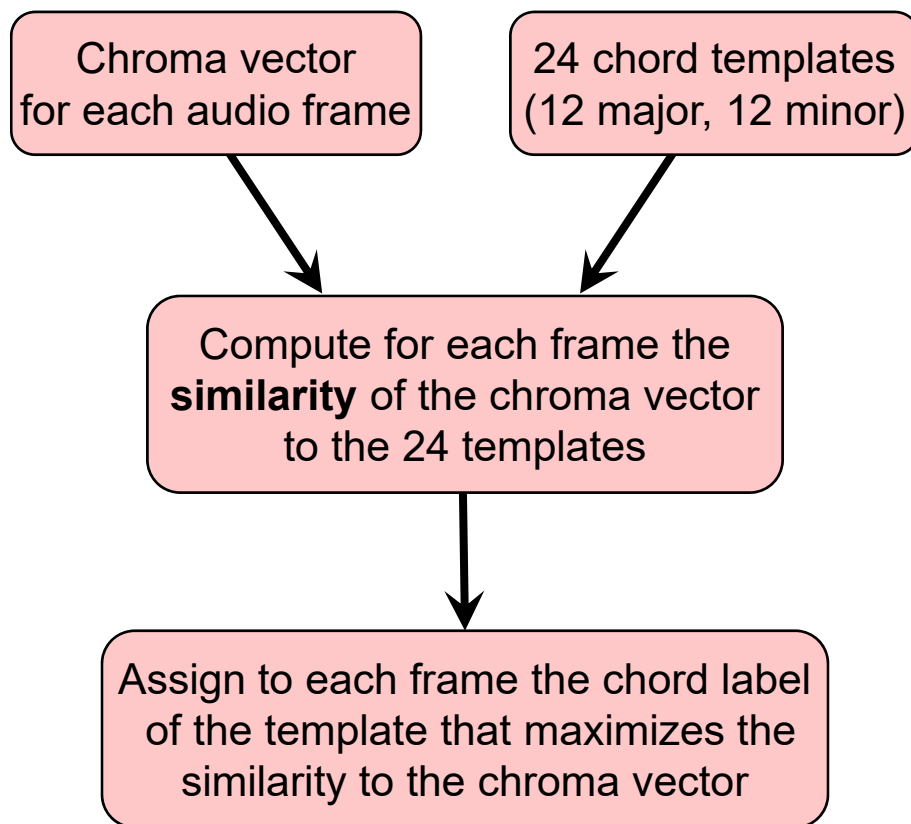 Chroma vector
for each audio frame
24 chord templates
(12 major, 12 minor)
Compute for each frame the
similarity of the chroma vector
to the 24 templates
Assign to each frame the chord label
of the template that maximizes the
similarity to the chroma vector